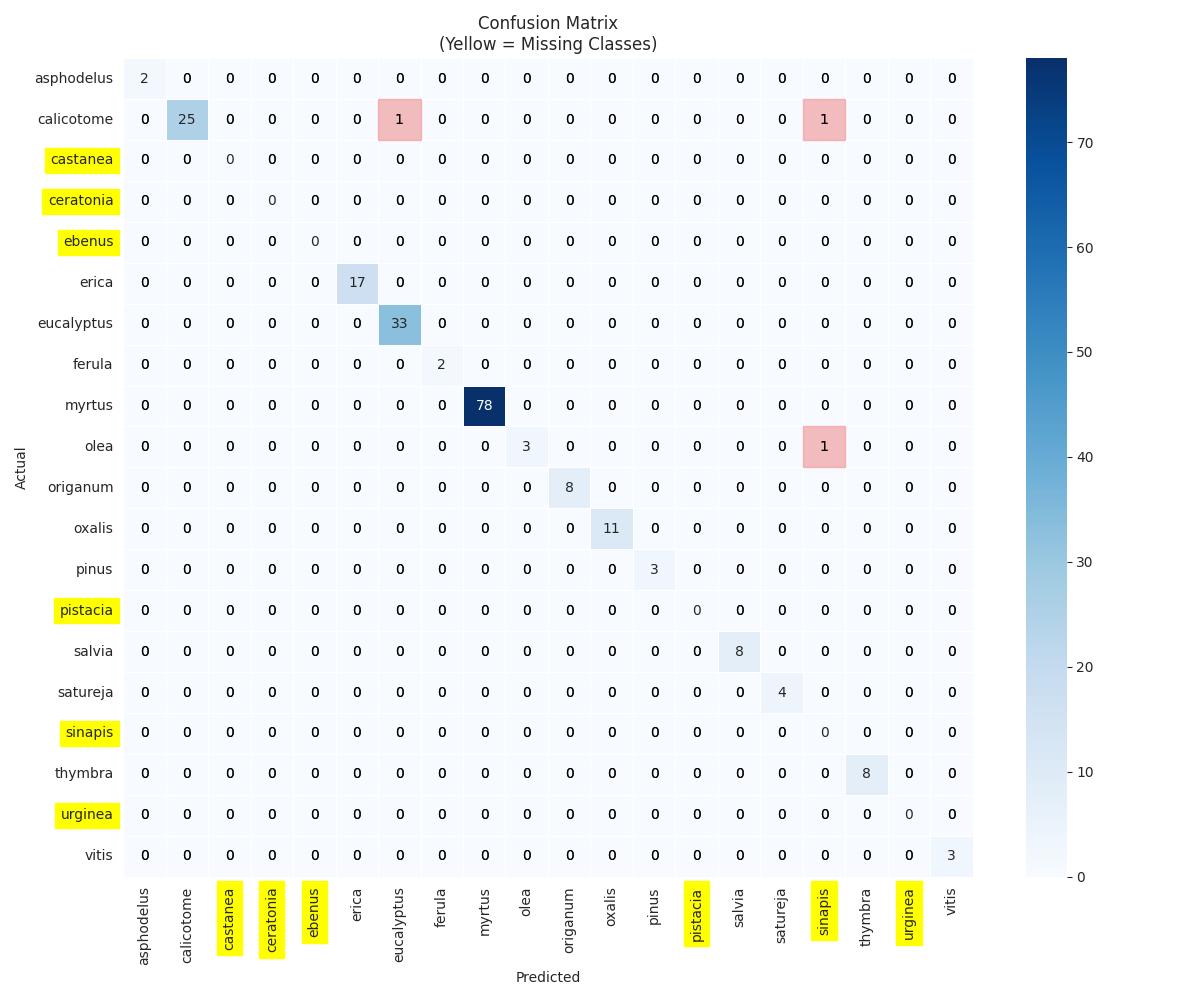 Confusion Matrix
(Yellow = Missing Classes)
asphodelus 2 0 0 0 0 0 0 0 0 0 0 0 0 0 0 0 0 0 0 0
calicotome 0 25 0 0 0 0 1 0 0 0 0 0 0 0 0 0 1 0 0 0
castanea 0 0 0 0 0 0 0 0 0 0 0 0 0 0 0 0 0 0 0 0
ceratonia 0 0 0 0 0 0 0 0 0 0 0 0 0 0 0 0 0 0 0 0
ebenus 0 0 0 0 0 0 0 0 0 0 0 0 0 0 0 0 0 0 0 0
erica 0 0 0 0 0 17 0 0 0 0 0 0 0 0 0 0 0 0 0 0
eucalyptus 0 0 0 0 0 0 33 0 0 0 0 0 0 0 0 0 0 0 0 0
ferula 0 0 0 0 0 0 0 2 0 0 0 0 0 0 0 0 0 0 0 0
myrtus 0 0 0 0 0 0 0 0 78 0 0 0 0 0 0 0 0 0 0 0
olea 0 0 0 0 0 0 0 0 0 3 0 0 0 0 0 0 1 0 0 0
origanum 0 0 0 0 0 0 0 0 0 0 8 0 0 0 0 0 0 0 0 0
oxalis 0 0 0 0 0 0 0 0 0 0 0 11 0 0 0 0 0 0 0 0
pinus 0 0 0 0 0 0 0 0 0 0 0 0 3 0 0 0 0 0 0 0
pistacia 0 0 0 0 0 0 0 0 0 0 0 0 0 0 0 0 0 0 0 0
salvia 0 0 0 0 0 0 0 0 0 0 0 0 0 0 8 0 0 0 0 0
satureja 0 0 0 0 0 0 0 0 0 0 0 0 0 0 0 4 0 0 0 0
sinapis 0 0 0 0 0 0 0 0 0 0 0 0 0 0 0 0 0 0 0 0
thymbra 0 0 0 0 0 0 0 0 0 0 0 0 0 0 0 0 0 8 0 0
urginea 0 0 0 0 0 0 0 0 0 0 0 0 0 0 0 0 0 0 0 0
vitis 0 0 0 0 0 0 0 0 0 0 0 0 0 0 0 0 0 0 0 3
Actual
asphodelus
calicotome
castanea
ceratonia
ebenus
erica
eucalyptus
ferula
myrtus
olea
origanum
oxalis
pinus
pistacia
salvia
satureja
sinapis
thymbra
urginea
vitis
Predicted
70
60
50
40
30
20
10
0